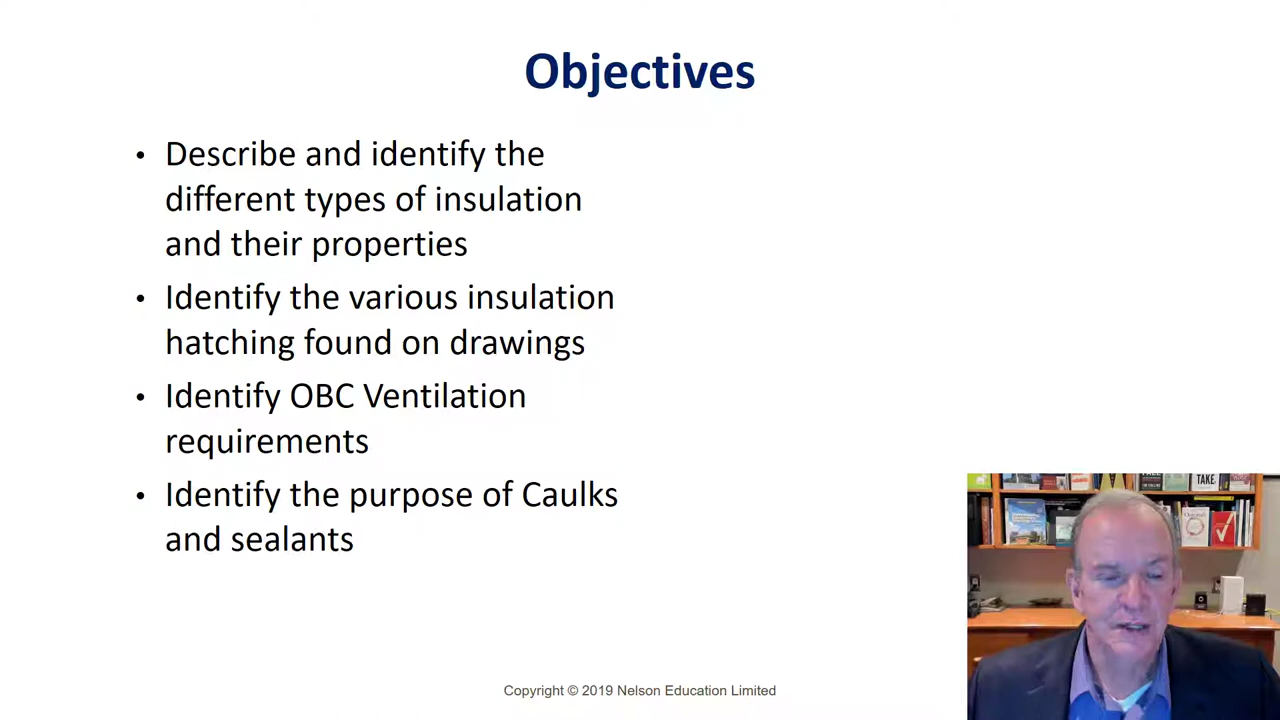 Objectives
• Describe and identify the
different types of insulation
and their properties
• Identify the various insulation
hatching found on drawings
• Identify OBC Ventilation
requirements
• Identify the purpose of Caulks
and sealants
TAKE.
Copyright © 2019 Nelson Education Limited